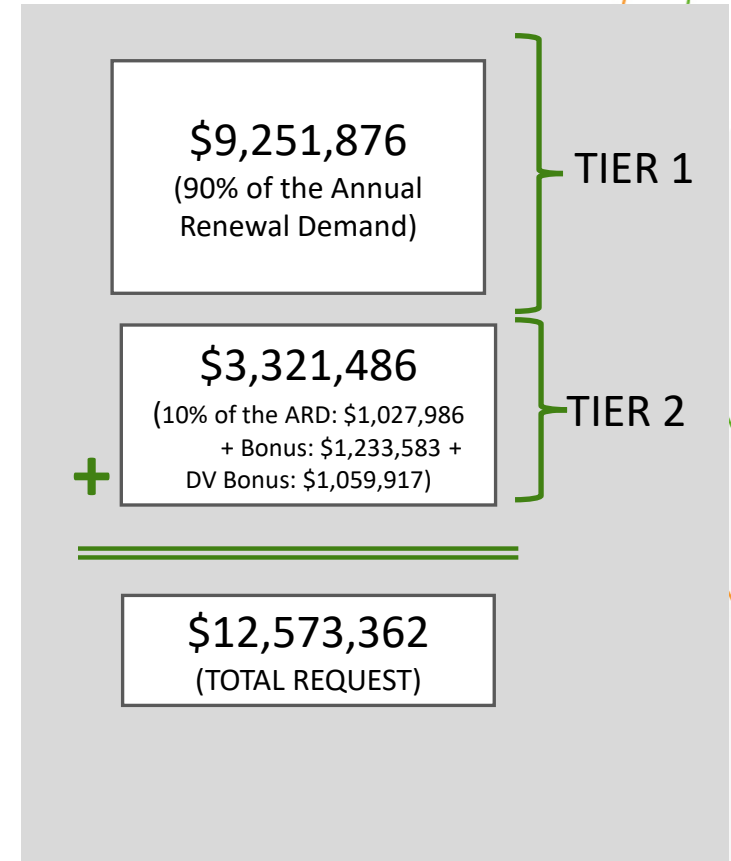 $9,251,876
(90% of the Annual
Renewal Demand)
TIER 1
$3,321,486
(10% of the ARD: $1,027,986
+ Bonus: $1,233,583 +
DV Bonus: $1,059,917)
TIER 2
+
$12,573,362
(TOTAL REQUEST)